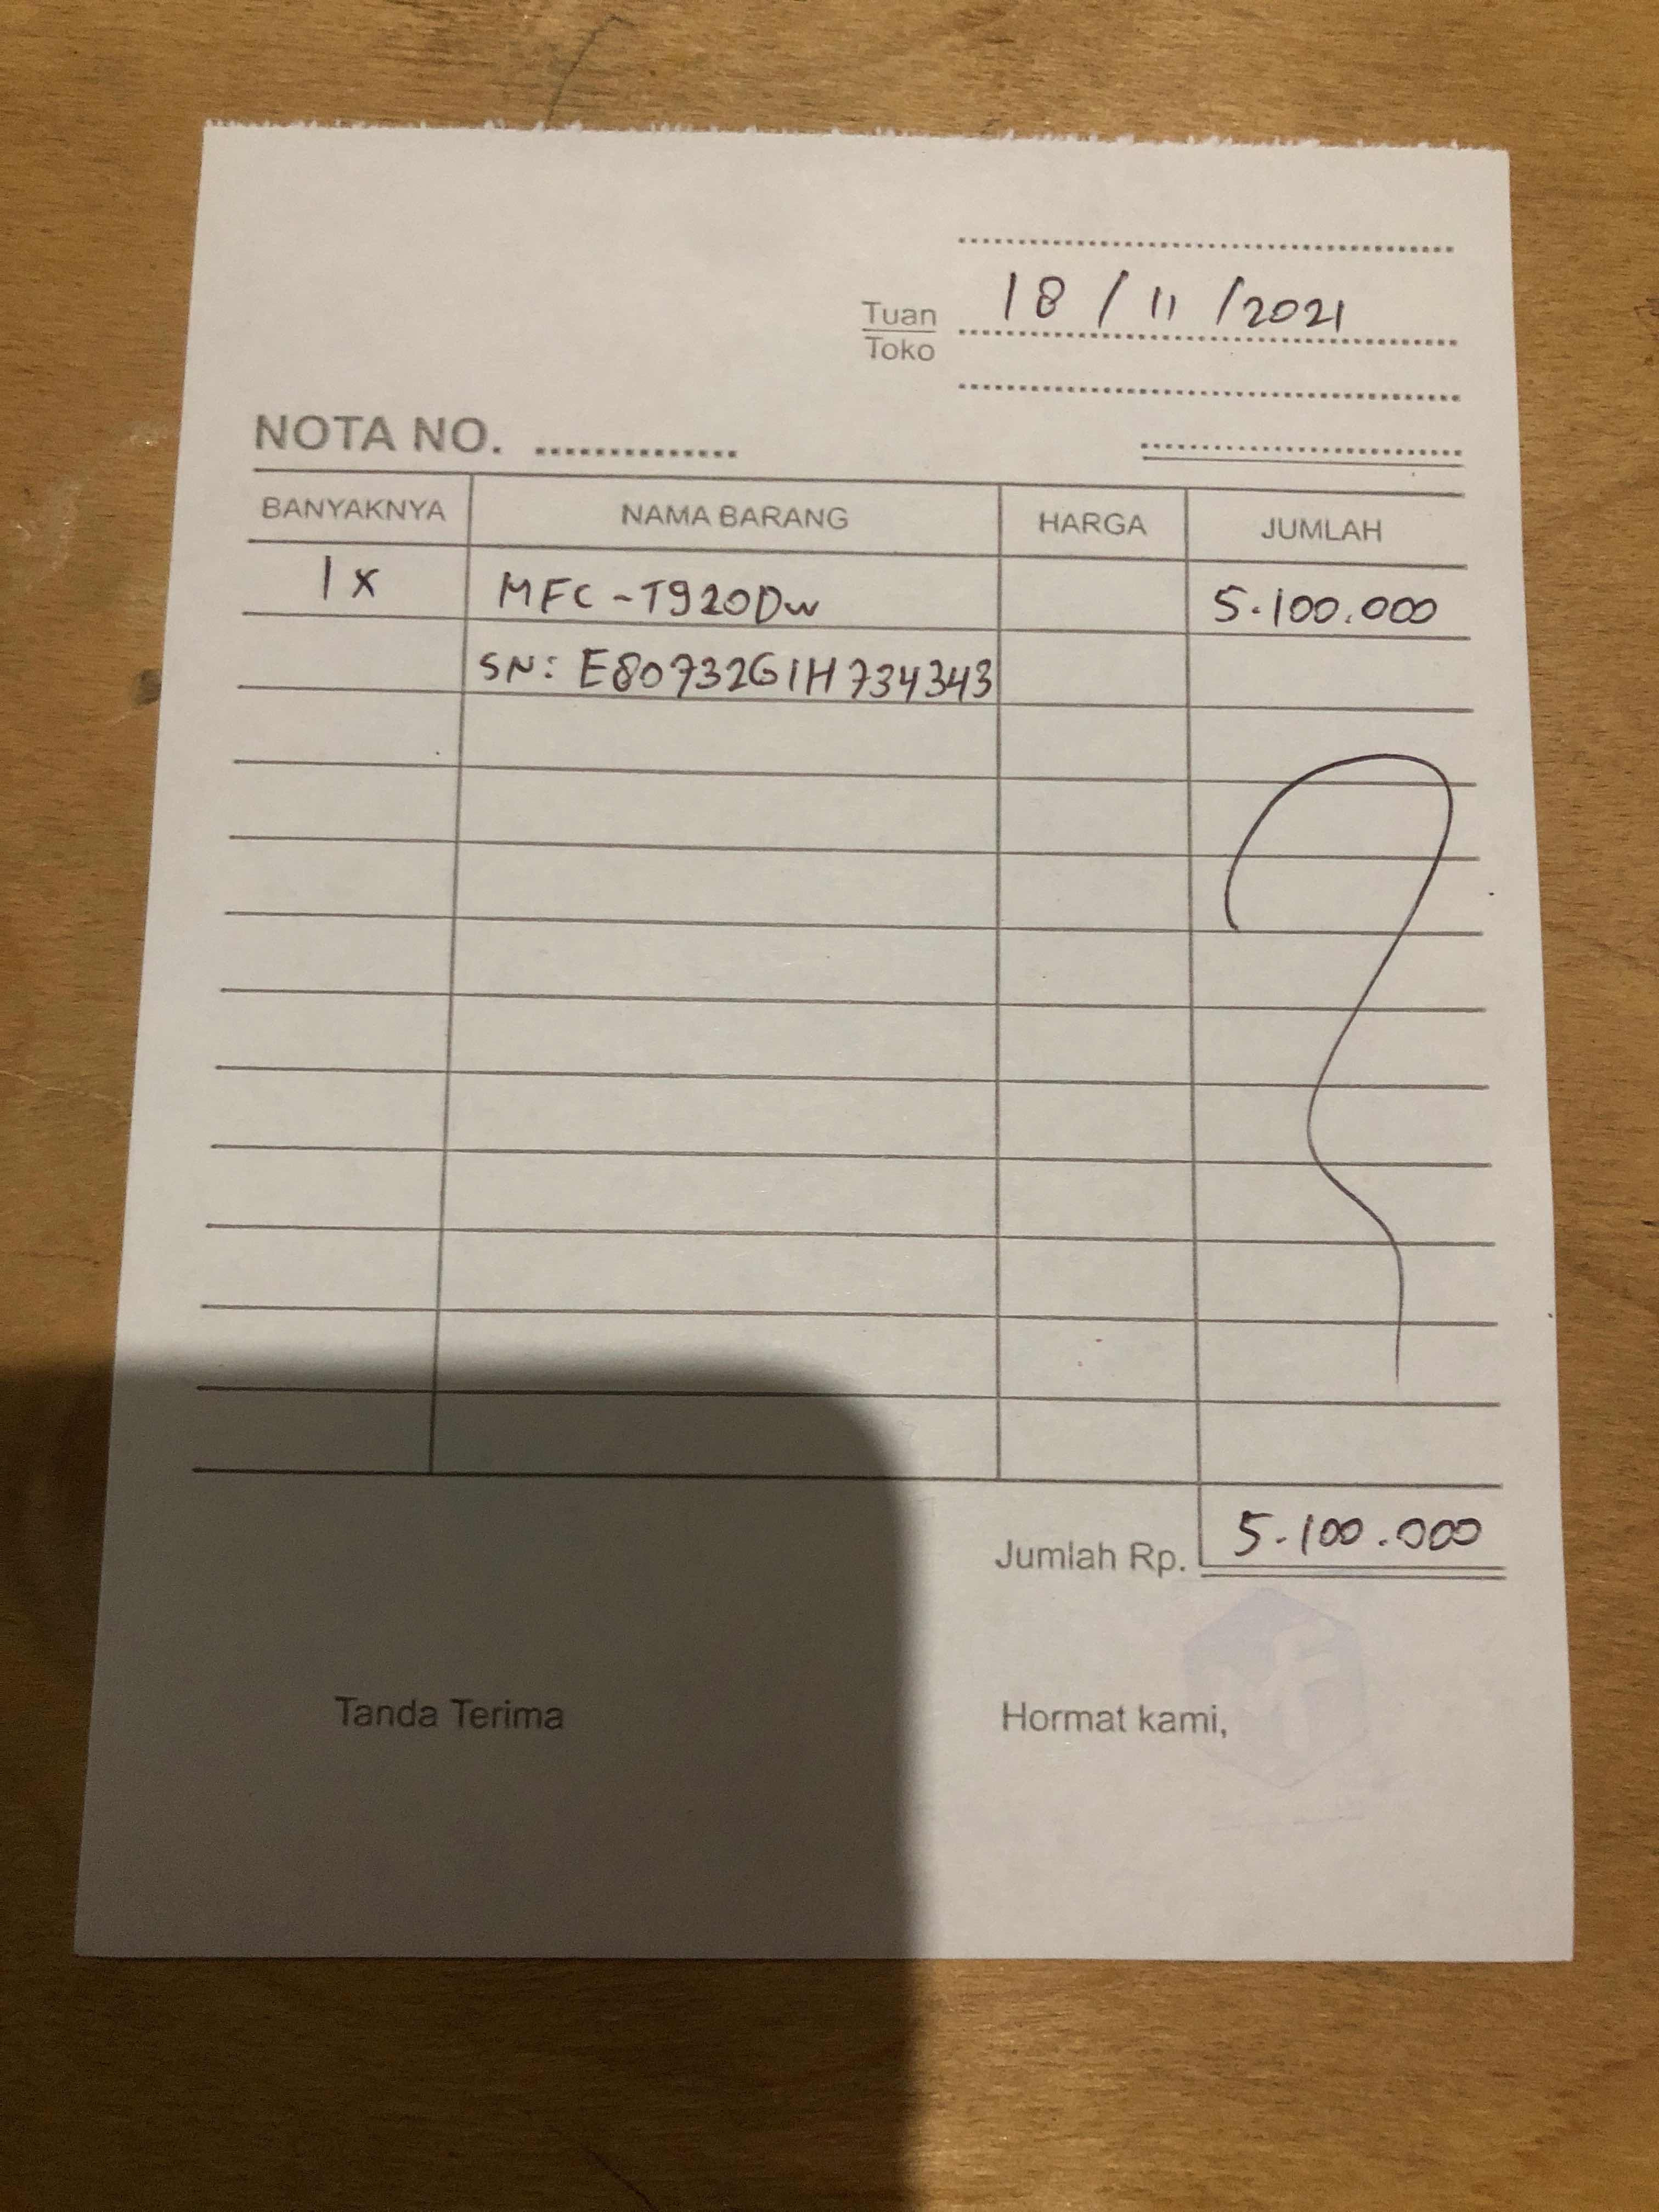 18 / 11 / 2021
Tuan
Toko
NOTA NO. ..............
BANYAKNYA NAMA BARANG HARGA JUMLAH
1 x MFC - T920Dw 5.100.000
SN: E80732G1H734343
Jumlah Rp. 5.100.000
Tanda Terima Hormat kami,